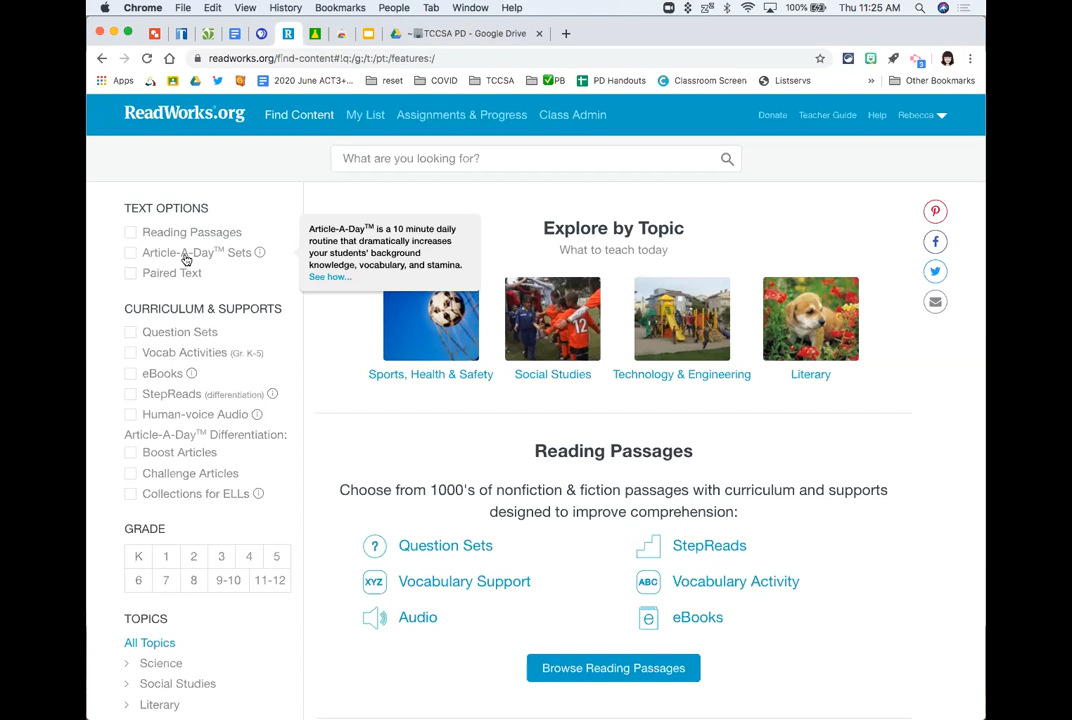 Chrome File Edit View History Bookmarks People Tab Window Help 100% Thu 11:25 AM
TCCSA PD - Google Drive
readworks.org/find-content#!q:/g:/t:/pt:/features:/
Apps 2020 June ACT3+... reset COVID TCCSA PB PD Handouts Classroom Screen Listservs » Other Bookmarks
ReadWorks.org Find Content My List Assignments & Progress Class Admin Donate Teacher Guide Help Rebecca
What are you looking for?
TEXT OPTIONS
Reading Passages
Article-A-Day™ Sets
Paired Text
Article-A-Day™ is a 10 minute daily
routine that dramatically increases
your students' background
knowledge, vocabulary, and stamina.
See how...
CURRICULUM & SUPPORTS
Question Sets
Vocab Activities (Gr. K-5)
eBooks
StepReads (differentiation)
Human-voice Audio
Article-A-Day™ Differentiation:
Boost Articles
Challenge Articles
Collections for ELLs
GRADE
K 1 2 3 4 5
6 7 8 9-10 11-12
TOPICS
All Topics
Science
Social Studies
Literary
Explore by Topic
What to teach today
Sports, Health & Safety Social Studies Technology & Engineering Literary
Reading Passages
Choose from 1000's of nonfiction & fiction passages with curriculum and supports
designed to improve comprehension:
? Question Sets StepReads
XYZ Vocabulary Support ABC Vocabulary Activity
Audio e eBooks
Browse Reading Passages